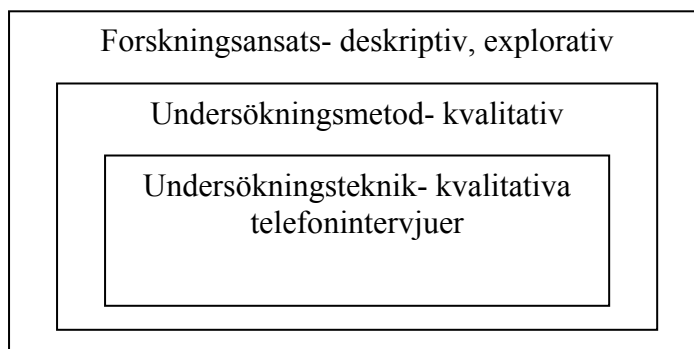 Forskningsansats- deskriptiv, explorativ
Undersökningsmetod- kvalitativ
Undersökningsteknik- kvalitativa
telefonintervjuer